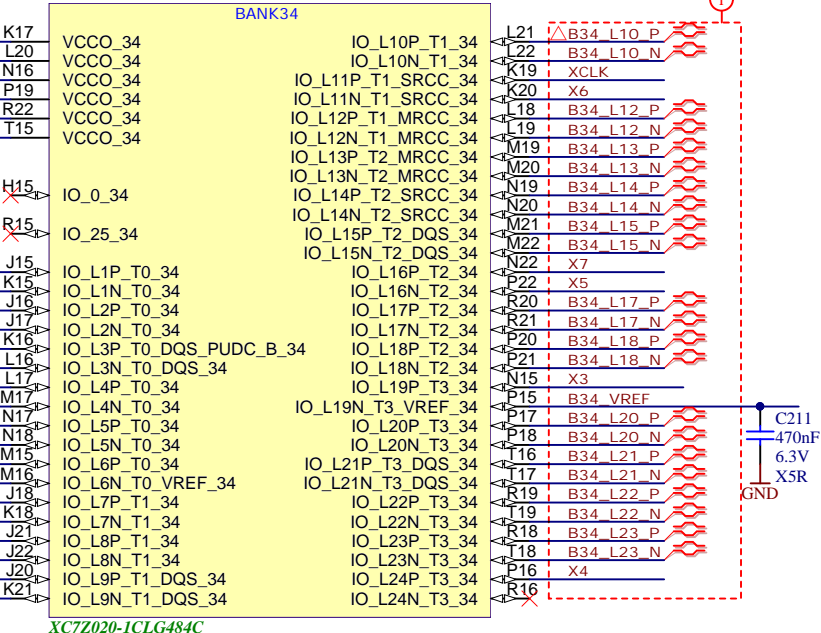 1
BANK34
K17 VCCO_34 IO_L10P_T1_34 L21 B34_L10_P
L20 VCCO_34 IO_L10N_T1_34 L22 B34_L10_N
N16 VCCO_34 IO_L11P_T1_SRCC_34 K19 XCLK
P19 VCCO_34 IO_L11N_T1_SRCC_34 K20 X6
R22 VCCO_34 IO_L12P_T1_MRCC_34 L18 B34_L12_P
T15 VCCO_34 IO_L12N_T1_MRCC_34 L19 B34_L12_N
IO_L13P_T2_MRCC_34 M19 B34_L13_P
IO_L13N_T2_MRCC_34 M20 B34_L13_N
H15 IO_0_34 IO_L14P_T2_SRCC_34 N19 B34_L14_P
IO_L14N_T2_SRCC_34 N20 B34_L14_N
R15 IO_25_34 IO_L15P_T2_DQS_34 M21 B34_L15_P
IO_L15N_T2_DQS_34 M22 B34_L15_N
J15 IO_L1P_T0_34 IO_L16P_T2_34 N22 X7
K15 IO_L1N_T0_34 IO_L16N_T2_34 P22 X5
J16 IO_L2P_T0_34 IO_L17P_T2_34 R20 B34_L17_P
J17 IO_L2N_T0_34 IO_L17N_T2_34 R21 B34_L17_N
K16 IO_L3P_T0_DQS_PUDC_B_34 IO_L18P_T2_34 P20 B34_L18_P
L16 IO_L3N_T0_DQS_34 IO_L18N_T2_34 P21 B34_L18_N
L17 IO_L4P_T0_34 IO_L19P_T3_34 N15 X3
M17 IO_L4N_T0_34 IO_L19N_T3_VREF_34 P15 B34_VREF
N17 IO_L5P_T0_34 IO_L20P_T3_34 P17 B34_L20_P C211
N18 IO_L5N_T0_34 IO_L20N_T3_34 P18 B34_L20_N 470nF
M15 IO_L6P_T0_34 IO_L21P_T3_DQS_34 T16 B34_L21_P 6.3V
M16 IO_L6N_T0_VREF_34 IO_L21N_T3_DQS_34 T17 B34_L21_N X5R
J18 IO_L7P_T1_34 IO_L22P_T3_34 R19 B34_L22_P GND
K18 IO_L7N_T1_34 IO_L22N_T3_34 T19 B34_L22_N
J21 IO_L8P_T1_34 IO_L23P_T3_34 R18 B34_L23_P
J22 IO_L8N_T1_34 IO_L23N_T3_34 T18 B34_L23_N
J20 IO_L9P_T1_DQS_34 IO_L24P_T3_34 P16 X4
K21 IO_L9N_T1_DQS_34 IO_L24N_T3_34 R16
XC7Z020-1CLG484C